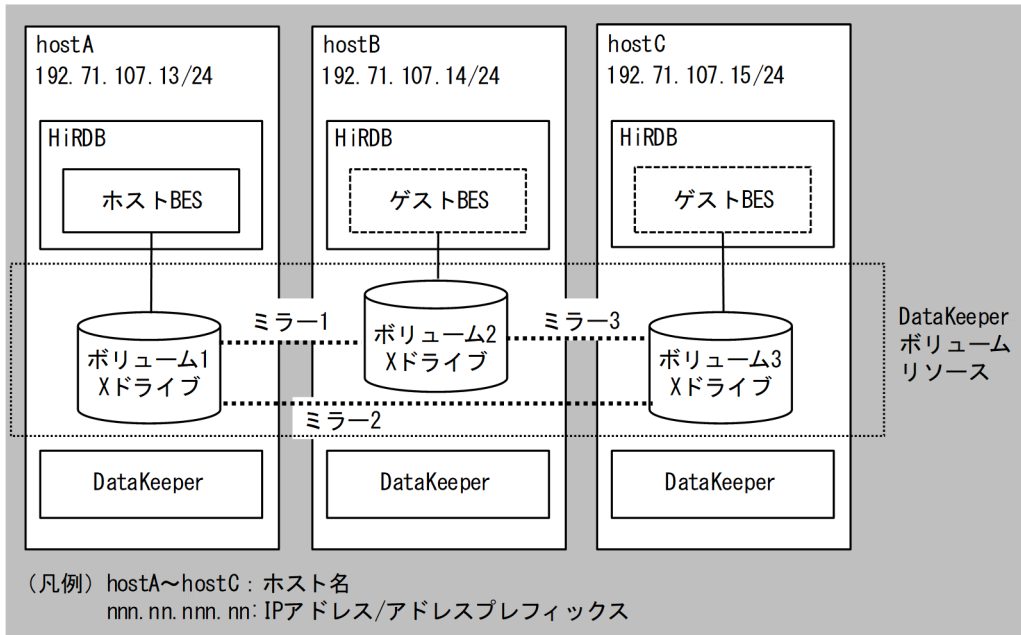 hostA
192.71.107.13/24
HiRDB
ホストBES
hostB
192.71.107.14/24
HiRDB
ゲストBES
hostC
192.71.107.15/24
HiRDB
ゲストBES
ミラー1
ミラー3
ボリューム1
Xドライブ
ボリューム2
Xドライブ
ボリューム3
Xドライブ
ミラー2
DataKeeper
ボリューム
リソース
DataKeeper
DataKeeper
DataKeeper
(凡例) hostA~hostC:ホスト名
nnn.nn.nnn.nn:IPアドレス/アドレスプレフィックス